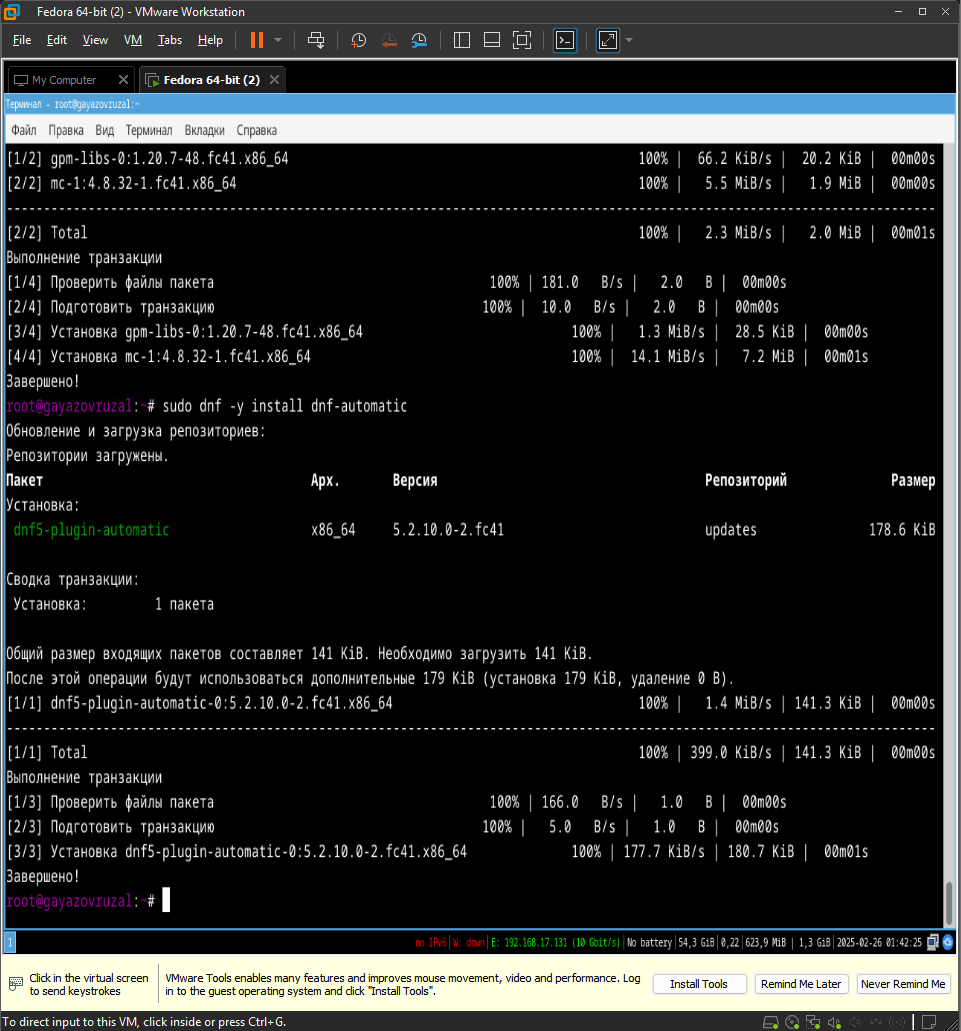 Fedora 64-bit (2) - VMware Workstation
File Edit View VM Tabs Help
My Computer Fedora 64-bit (2)
Терминал - root@gayazovruzal:~
Файл Правка Вид Терминал Вкладки Справка
[1/2] gpm-libs-0:1.20.7-48.fc41.x86_64 100% | 66.2 KiB/s | 20.2 KiB | 00m00s
[2/2] mc-1:4.8.32-1.fc41.x86_64 100% | 5.5 MiB/s | 1.9 MiB | 00m00s
--------------------------------------------------------------------------------
[2/2] Total 100% | 2.3 MiB/s | 2.0 MiB | 00m01s
Выполнение транзакции
[1/4] Проверить файлы пакета 100% | 181.0 B/s | 2.0 B | 00m00s
[2/4] Подготовить транзакцию 100% | 10.0 B/s | 2.0 B | 00m00s
[3/4] Установка gpm-libs-0:1.20.7-48.fc41.x86_64 100% | 1.3 MiB/s | 28.5 KiB | 00m00s
[4/4] Установка mc-1:4.8.32-1.fc41.x86_64 100% | 14.1 MiB/s | 7.2 MiB | 00m01s
Завершено!
root@gayazovruzal:~# sudo dnf -y install dnf-automatic
Обновление и загрузка репозиториев:
Репозитории загружены.
Пакет Арх. Версия Репозиторий Размер
Установка:
dnf5-plugin-automatic x86_64 5.2.10.0-2.fc41 updates 178.6 KiB
Сводка транзакции:
Установка: 1 пакета
Общий размер входящих пакетов составляет 141 KiB. Необходимо загрузить 141 KiB.
После этой операции будут использоваться дополнительные 179 KiB (установка 179 KiB, удаление 0 B).
[1/1] dnf5-plugin-automatic-0:5.2.10.0-2.fc41.x86_64 100% | 1.4 MiB/s | 141.3 KiB | 00m00s
--------------------------------------------------------------------------------
[1/1] Total 100% | 399.0 KiB/s | 141.3 KiB | 00m00s
Выполнение транзакции
[1/3] Проверить файлы пакета 100% | 166.0 B/s | 1.0 B | 00m00s
[2/3] Подготовить транзакцию 100% | 5.0 B/s | 1.0 B | 00m00s
[3/3] Установка dnf5-plugin-automatic-0:5.2.10.0-2.fc41.x86_64 100% | 177.7 KiB/s | 180.7 KiB | 00m01s
Завершено!
root@gayazovruzal:~#
1 no IPv6|W: down|E: 192.168.17.131 (10 Gbit/s)|No battery|54,3 GiB|0,22|623,9 MiB | 1,3 GiB|2025-02-26 01:42:25
Click in the virtual screen
to send keystrokes
VMware Tools enables many features and improves mouse movement, video and performance. Log
in to the guest operating system and click "Install Tools".
Install Tools Remind Me Later Never Remind Me
To direct input to this VM, click inside or press Ctrl+G.